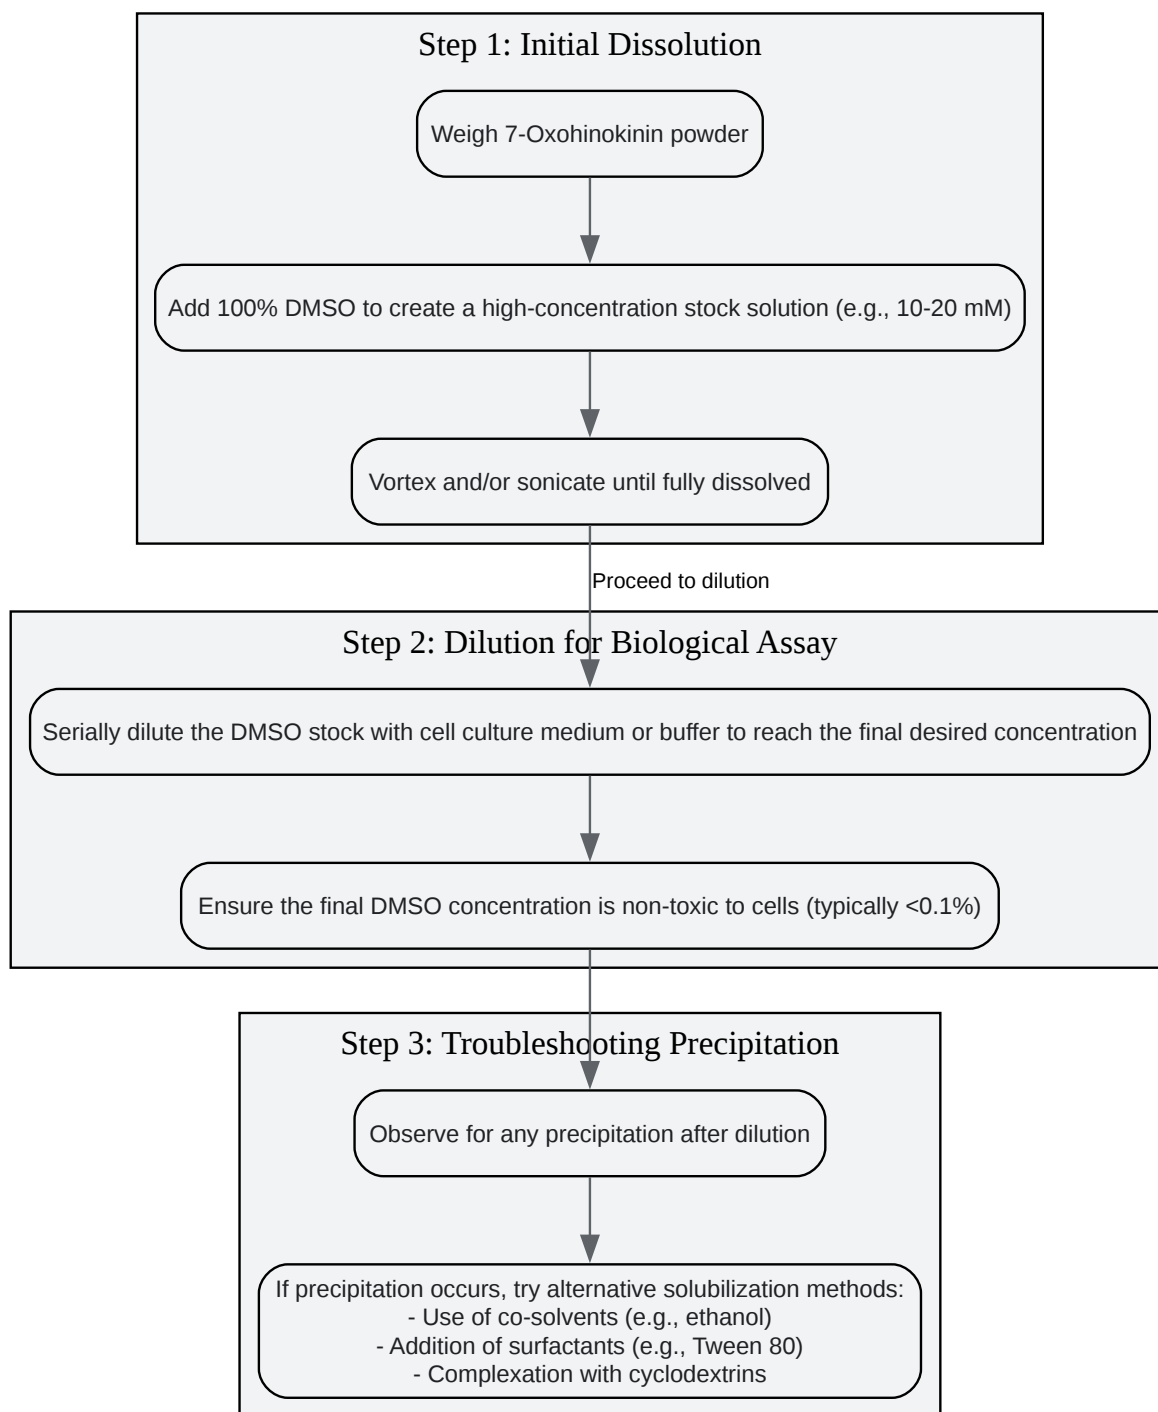 Step 1: Initial Dissolution
Weigh 7-Oxohinokinin powder
Add 100% DMSO to create a high-concentration stock solution (e.g., 10-20 mM)
Vortex and/or sonicate until fully dissolved
Proceed to dilution
Step 2: Dilution for Biological Assay
Serially dilute the DMSO stock with cell culture medium or buffer to reach the final desired concentration
Ensure the final DMSO concentration is non-toxic to cells (typically <0.1%)
Step 3: Troubleshooting Precipitation
Observe for any precipitation after dilution
If precipitation occurs, try alternative solubilization methods:
- Use of co-solvents (e.g., ethanol)
- Addition of surfactants (e.g., Tween 80)
- Complexation with cyclodextrins